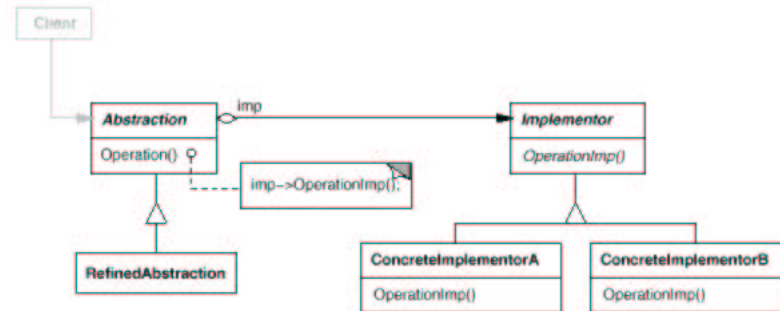 Client
imp
Abstraction
Implementor
Operation()
OperationImp()
imp->OperationImp();
RefinedAbstraction
ConcreteImplementorA
ConcreteImplementorB
OperationImp()
OperationImp()